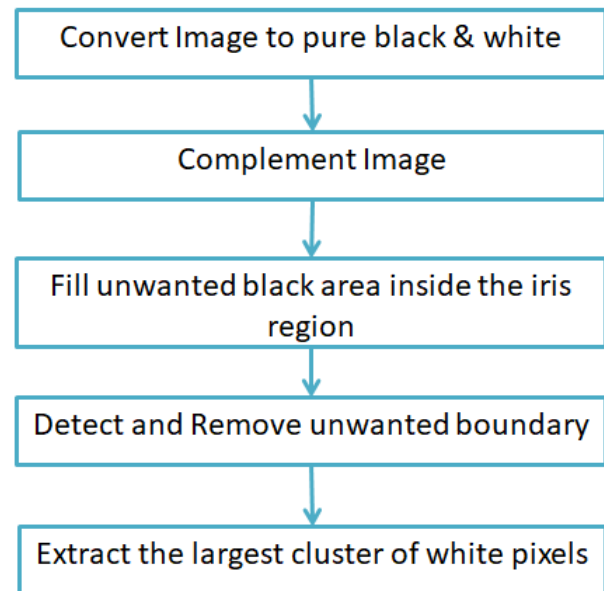 Convert Image to pure black & white
Complement Image
Fill unwanted black area inside the iris
region
Detect and Remove unwanted boundary
Extract the largest cluster of white pixels